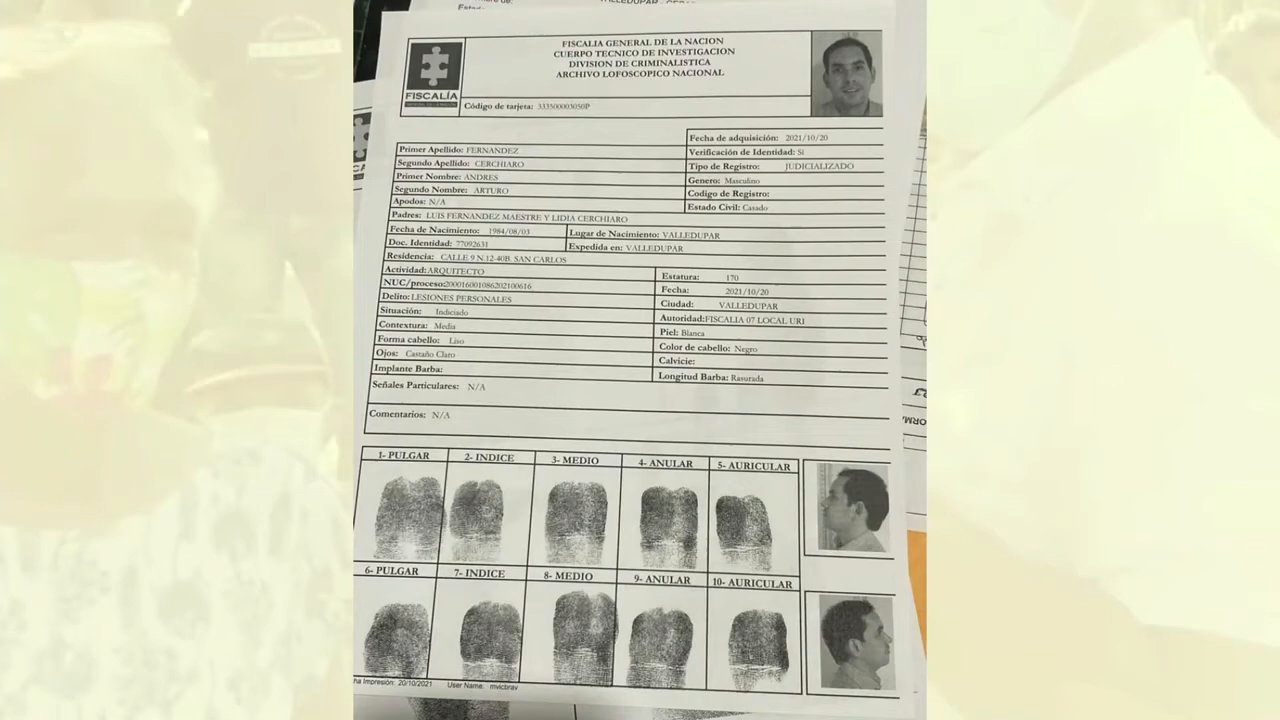 FISCALIA GENERAL DE LA NACION
CUERPO TECNICO DE INVESTIGACION
DIVISION DE CRIMINALISTICA
ARCHIVO LOFOSCOPICO NACIONAL
FISCALÍA
Código de tarjeta: 333500003050P
Fecha de adquisición: 2021/10/20
Primer Apellido: FERNANDEZ
Verificación de Identidad: Si
Segundo Apellido: CERCHIARO
Tipo de Registro: JUDICIALIZADO
Primer Nombre: ANDRES
Genero: Masculino
Segundo Nombre: ARTURO
Codigo de Registro:
Apodos: N/A
Estado Civil: Casado
Padres: LUIS FERNANDEZ MAESTRE Y LIDIA CERCHIARO
Fecha de Nacimiento: 1984/08/03 Lugar de Nacimiento: VALLEDUPAR
Doc. Identidad: 77092631 Expedida en: VALLEDUPAR
Residencia: CALLE 9 N.12-40B. SAN CARLOS
Actividad: ARQUITECTO
Estatura: 170
NUC/proceso:200016001086202100616
Fecha: 2021/10/20
Delito: LESIONES PERSONALES
Ciudad: VALLEDUPAR
Situación: Indiciado
Autoridad:FISCALIA 07 LOCAL URI
Contextura: Media
Piel: Blanca
Forma cabello: Liso
Color de cabello: Negro
Ojos: Castaño Claro
Calvicie:
Implante Barba:
Longitud Barba: Rasurada
Señales Particulares: N/A
Comentarios: N/A
1- PULGAR 2- INDICE 3- MEDIO 4- ANULAR 5- AURICULAR
6- PULGAR 7- INDICE 8- MEDIO 9- ANULAR 10- AURICULAR
Impresión: 20/10/2021 User Name: mvicbrav